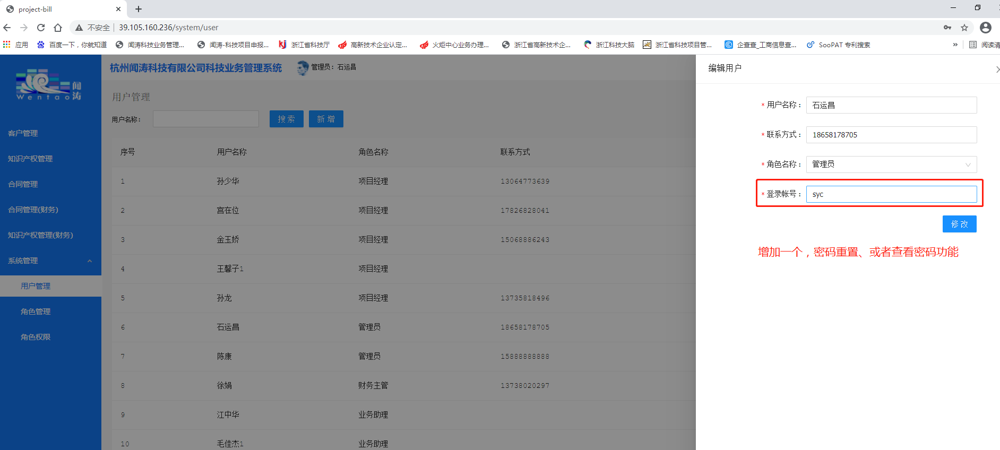 project-bill
不安全 39.105.160.236/system/user
应用 百度一下，你就知道 闻涛科技业务管理... 闻涛-科技项目申报... 浙江省科技厅 高新技术企业认定... 火炬中心业务办理... 浙江省高新技术企... 浙江科技大脑 浙江省科技项目管... 企查查_工商信息查... SooPAT 专利搜索 » 阅读清
闻涛
Wentao
杭州闻涛科技有限公司科技业务管理系统 管理员：石运昌
客户管理
知识产权管理
合同管理
合同管理(财务)
知识产权管理(财务)
系统管理
用户管理
角色管理
角色权限
用户管理
用户名称： 搜 索 新 增
序号 用户名称 角色名称 联系方式
1 孙少华 项目经理 13064773639
2 宫在位 项目经理 17826828041
3 金玉娇 项目经理 15068886243
4 王馨子1 项目经理
5 孙龙 项目经理 13735818496
6 石运昌 管理员 18658178705
7 陈康 管理员 15888888888
8 徐娟 财务主管 13738020297
9 江中华 业务助理
10 毛佳杰1 业务助理
编辑用户
* 用户名称： 石运昌
* 联系方式： 18658178705
* 角色名称： 管理员
* 登录帐号： syc
修 改
增加一个，密码重置、或者查看密码功能